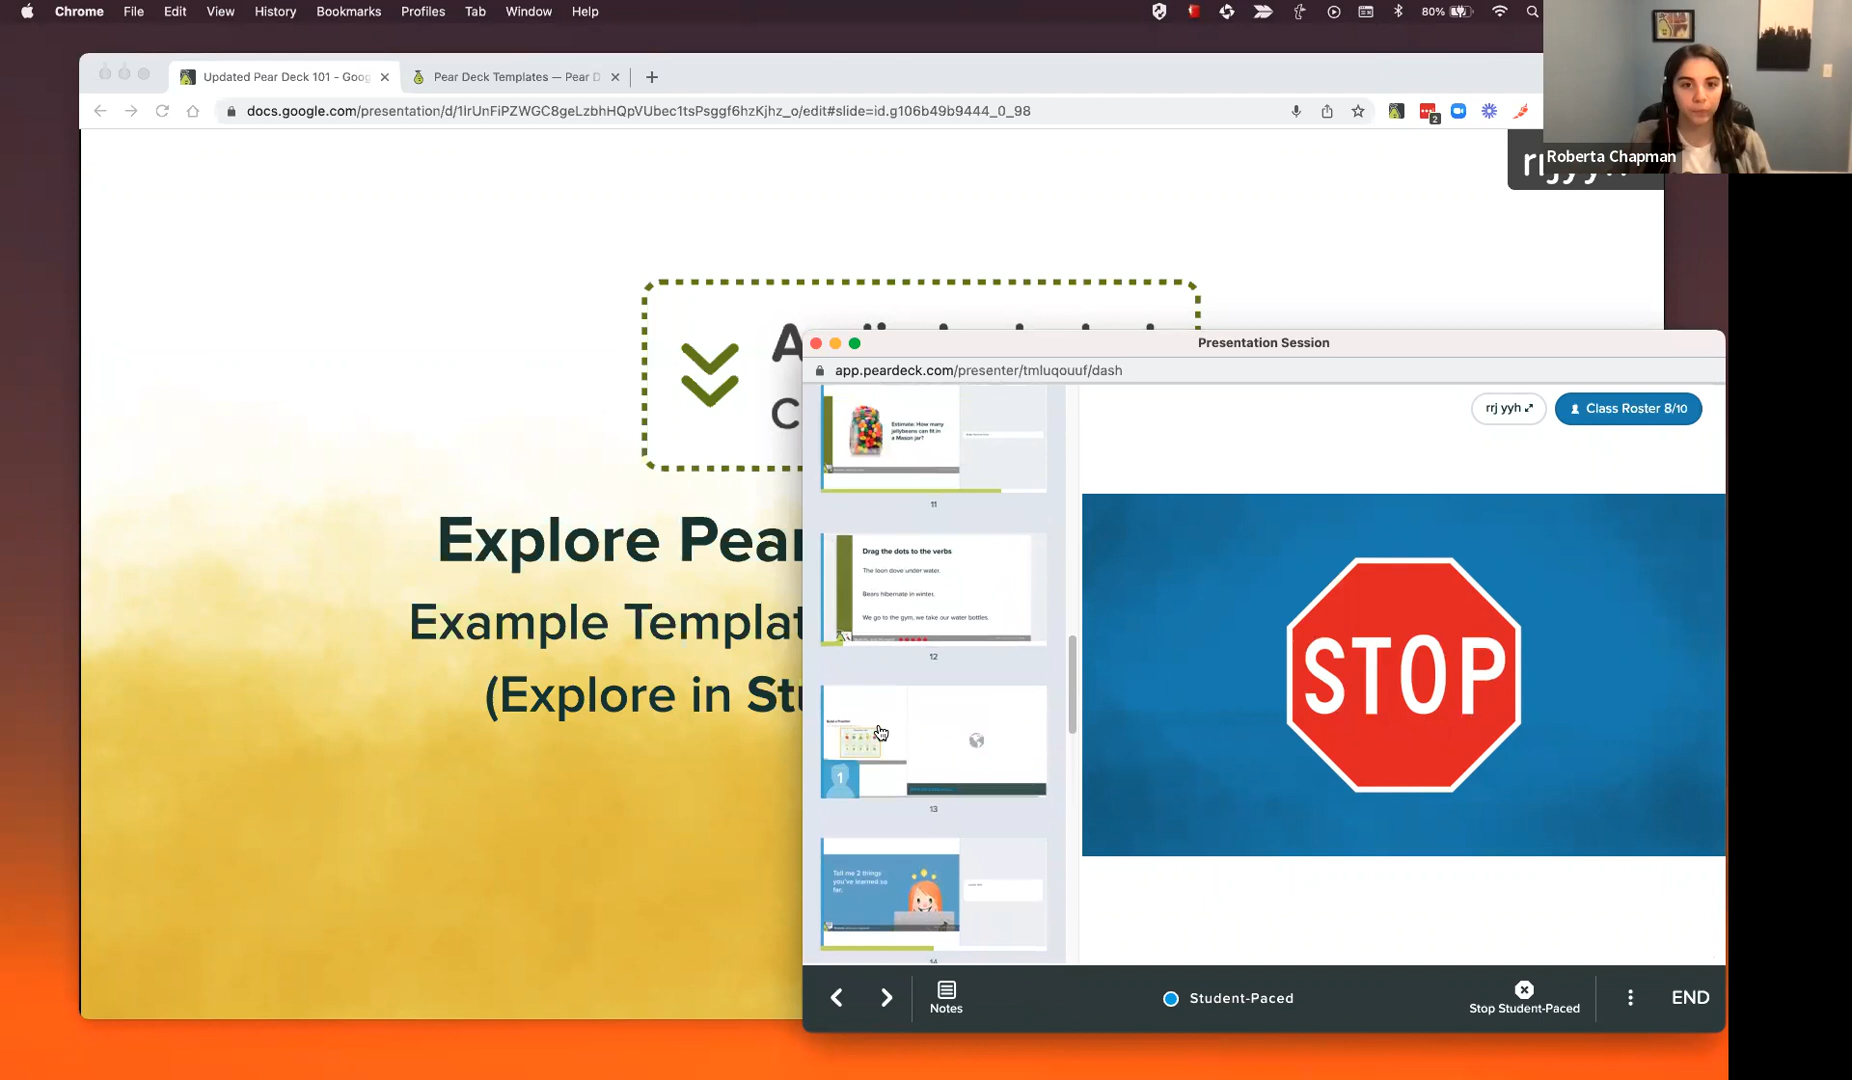 Chrome File Edit View History Bookmarks Profiles Tab Window Help
80%
Updated Pear Deck 101 - Goog
Pear Deck Templates — Pear D
docs.google.com/presentation/d/1IrUnFiPZWGC8geLzbhHQpVUbec1tsPsggf6hzKjhz_o/edit#slide=id.g106b49b9444_0_98
2
Roberta Chapman
Explore Pear
Example Templat
(Explore in Stu
Presentation Session
app.peardeck.com/presenter/tmluqouuf/dash
rrj yyh
Class Roster 8/10
Estimate: How many
jellybeans can fit in
a Mason jar?
11
Drag the dots to the verbs
The loon dove under water.
Bears hibernate in winter.
We go to the gym, we take our water bottles.
12
1
13
Tell me 2 things
you've learned so
far.
14
STOP
Notes
Student-Paced
Stop Student-Paced
END